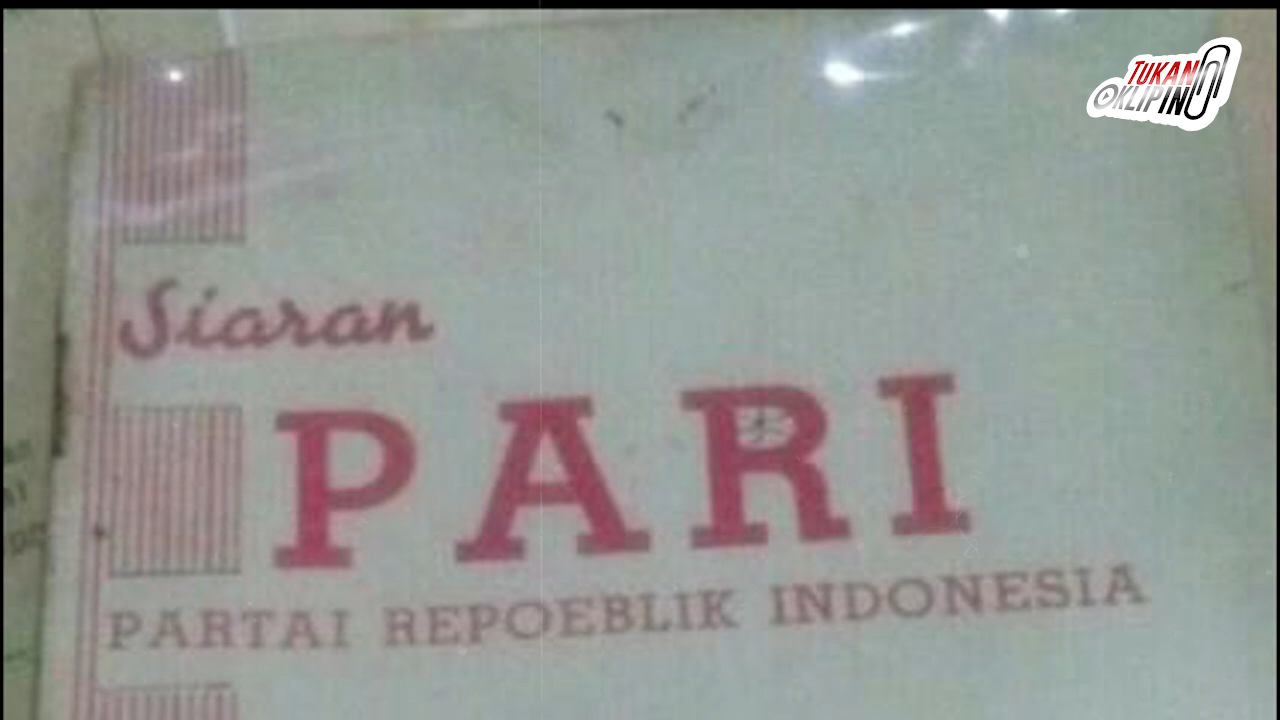 TUKANG
KLIPING
Siaran
PARI
PARTAI REPOEBLIK INDONESIA